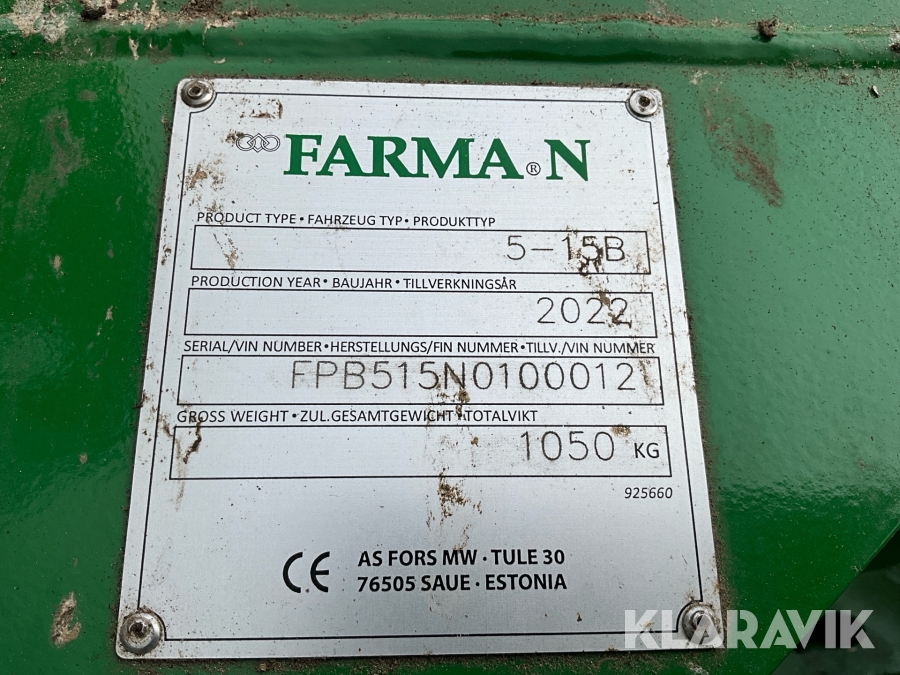 FARMA®N
PRODUCT TYPE • FAHRZEUG TYP • PRODUKTTYP
5-15B
PRODUCTION YEAR • BAUJAHR • TILLVERKNINGSÅR
2022
SERIAL/VIN NUMBER • HERSTELLUNGS/FIN NUMMER • TILLV./VIN NUMMER
FPB515N0100012
GROSS WEIGHT • ZUL.GESAMTGEWICHT • TOTALVIKT
1050 KG
925660
CE AS FORS MW · TULE 30
76505 SAUE · ESTONIA
KLARAVIK